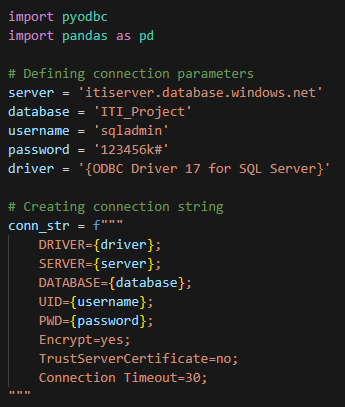 import pyodbc
import pandas as pd
# Defining connection parameters
server = 'itiserver.database.windows.net'
database = 'ITI_Project'
username = 'sqladmin'
password = '123456k#'
driver = '{ODBC Driver 17 for SQL Server}'
# Creating connection string
conn_str = f"""
    DRIVER={driver};
    SERVER={server};
    DATABASE={database};
    UID={username};
    PWD={password};
    Encrypt=yes;
    TrustServerCertificate=no;
    Connection Timeout=30;
"""